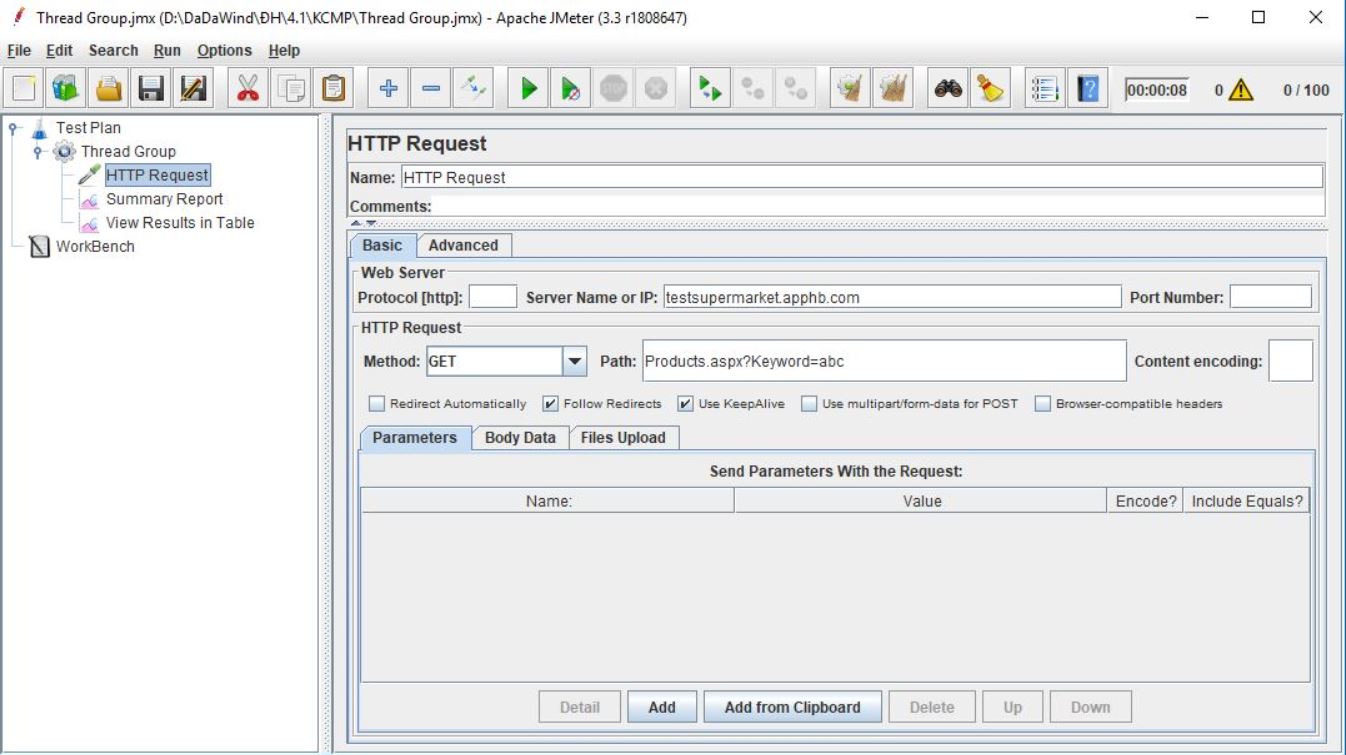 Thread Group.jmx (D:\DaDaWind\ĐH\4.1\KCMP\Thread Group.jmx) - Apache JMeter (3.3 r1808647)
File Edit Search Run Options Help
STOP
00:00:08 0 0 / 100
Test Plan
Thread Group
HTTP Request
Summary Report
View Results in Table
WorkBench
HTTP Request
Name: HTTP Request
Comments:
Basic Advanced
Web Server
Protocol [http]: Server Name or IP: testsupermarket.apphb.com Port Number:
HTTP Request
Method: GET Path: Products.aspx?Keyword=abc Content encoding:
Redirect Automatically Follow Redirects Use KeepAlive Use multipart/form-data for POST Browser-compatible headers
Parameters Body Data Files Upload
Send Parameters With the Request:
Name: Value Encode? Include Equals?
Detail Add Add from Clipboard Delete Up Down